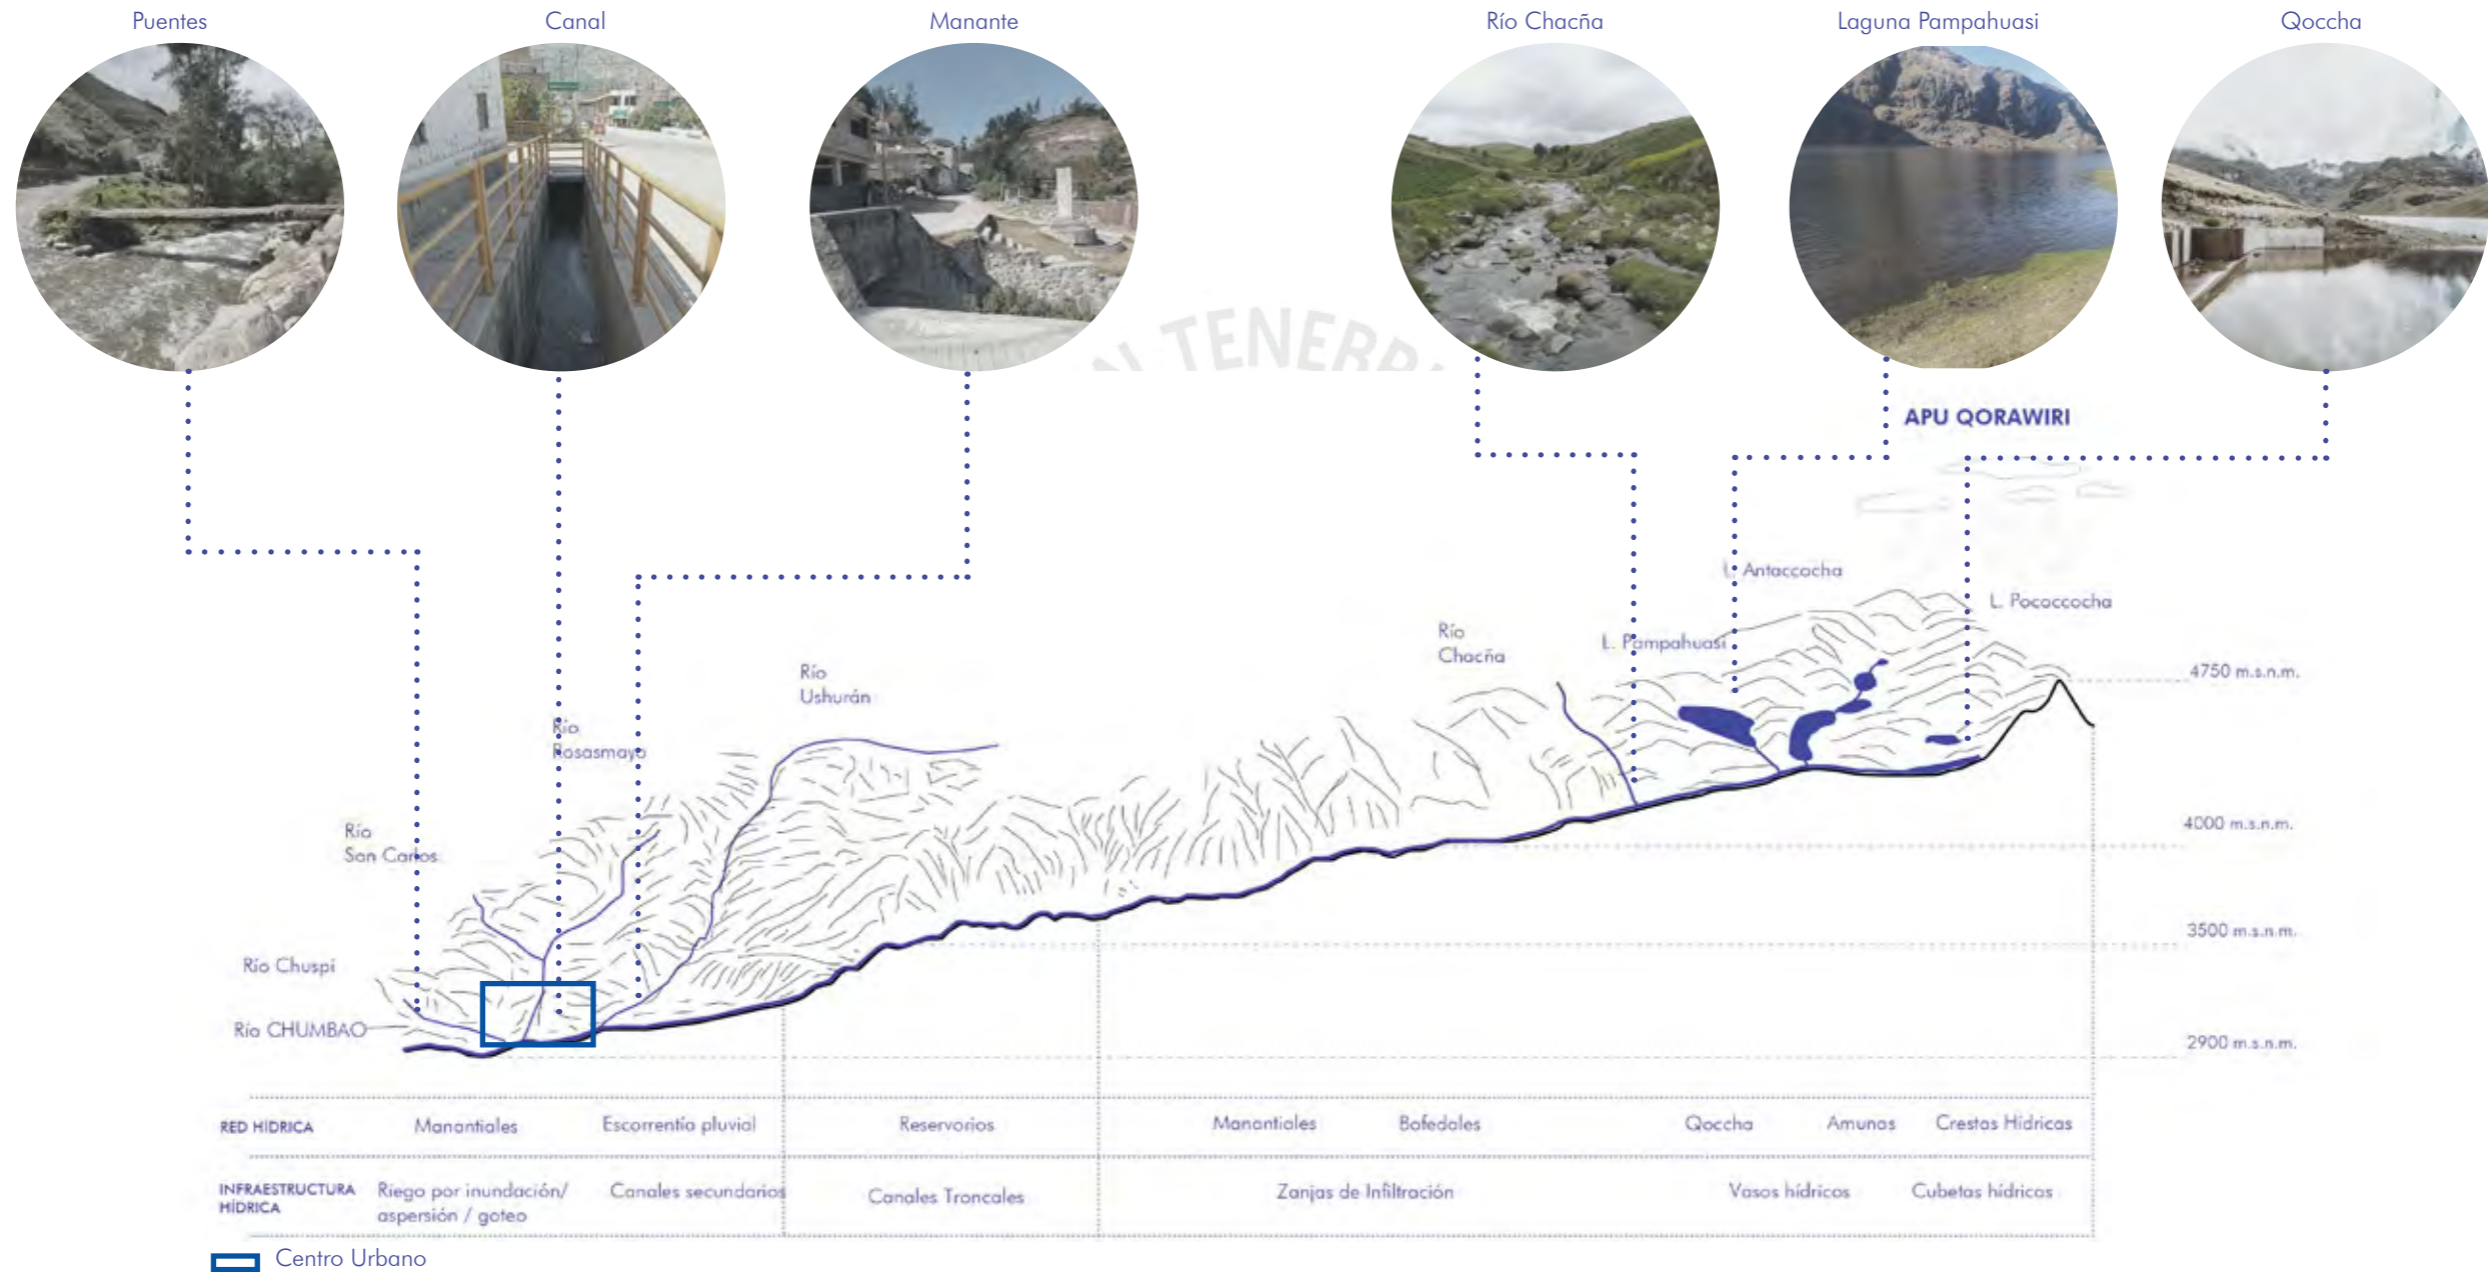 Puentes
Canal
Manante
Río Chacña
Laguna Pampahuasi
Qoccha
N TENEBR
APU QORAWIRI
L. Antaccocha
L. Pococcocha
Río
Chacña
L. Pampahuasi
4750 m.s.n.m.
Río
Ushurán
Río
Rosasmayo
4000 m.s.n.m.
Río
San Carlos
3500 m.s.n.m.
Río Chuspi
Río CHUMBAO
2900 m.s.n.m.
RED HÍDRICA
Manantiales
Escorrentía pluvial
Reservorios
Manantiales
Bofedales
Qoccha
Amunas
Crestas Hídricas
INFRAESTRUCTURA
HÍDRICA
Riego por inundación/
aspersión / goteo
Canales secundarios
Canales Troncales
Zanjas de Infiltración
Vasos hídricos
Cubetas hídricos
Centro Urbano